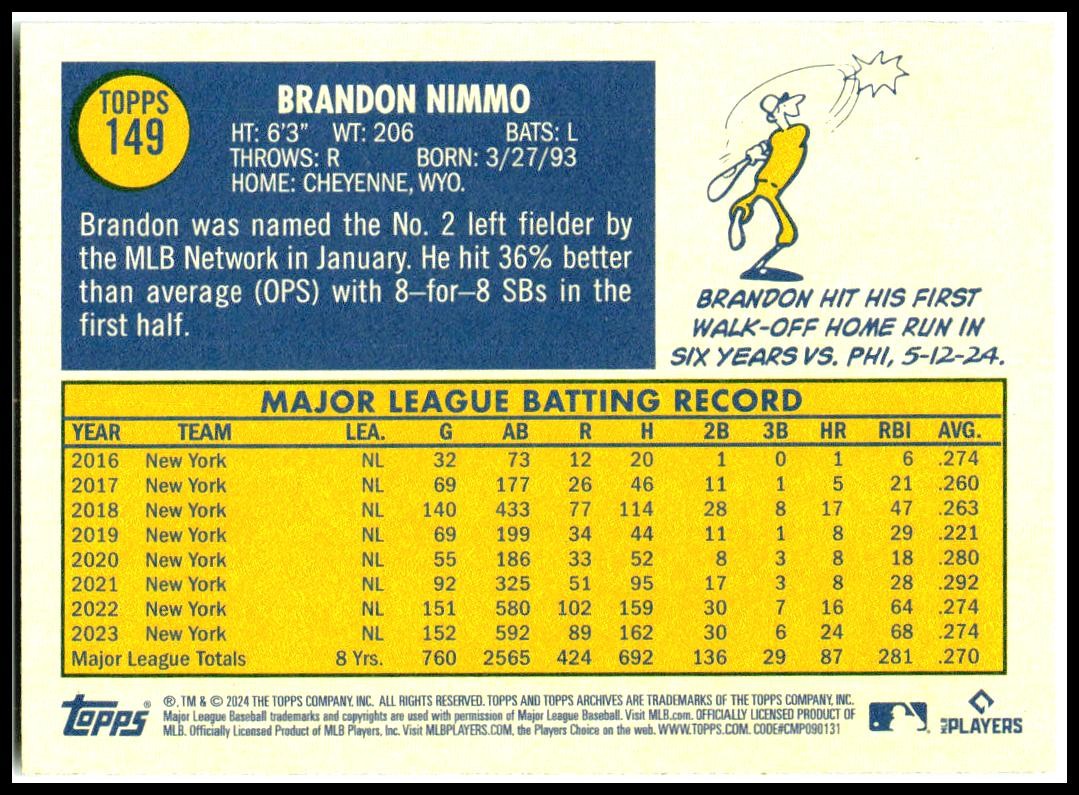 TOPPS
149
BRANDON NIMMO
HT: 6'3" WT: 206 BATS: L
THROWS: R BORN: 3/27/93
HOME: CHEYENNE, WYO.
Brandon was named the No. 2 left fielder by
the MLB Network in January. He hit 36% better
than average (OPS) with 8–for–8 SBs in the
first half.
BRANDON HIT HIS FIRST
WALK-OFF HOME RUN IN
SIX YEARS VS. PHI, 5-12-24.
MAJOR LEAGUE BATTING RECORD
YEAR TEAM LEA. G AB R H 2B 3B HR RBI AVG.
2016 New York NL 32 73 12 20 1 0 1 6 .274
2017 New York NL 69 177 26 46 11 1 5 21 .260
2018 New York NL 140 433 77 114 28 8 17 47 .263
2019 New York NL 69 199 34 44 11 1 8 29 .221
2020 New York NL 55 186 33 52 8 3 8 18 .280
2021 New York NL 92 325 51 95 17 3 8 28 .292
2022 New York NL 151 580 102 159 30 7 16 64 .274
2023 New York NL 152 592 89 162 30 6 24 68 .274
Major League Totals 8 Yrs. 760 2565 424 692 136 29 87 281 .270
topps
®, TM & © 2024 THE TOPPS COMPANY, INC. ALL RIGHTS RESERVED. TOPPS AND TOPPS ARCHIVES ARE TRADEMARKS OF THE TOPPS COMPANY, INC.
Major League Baseball trademarks and copyrights are used with permission of Major League Baseball. Visit MLB.com. OFFICIALLY LICENSED PRODUCT OF
MLB. Officially Licensed Product of MLB Players, Inc. Visit MLBPLAYERS.COM, the Players Choice on the web. WWW.TOPPS.COM. CODE#CMP090131
MLB PLAYERS